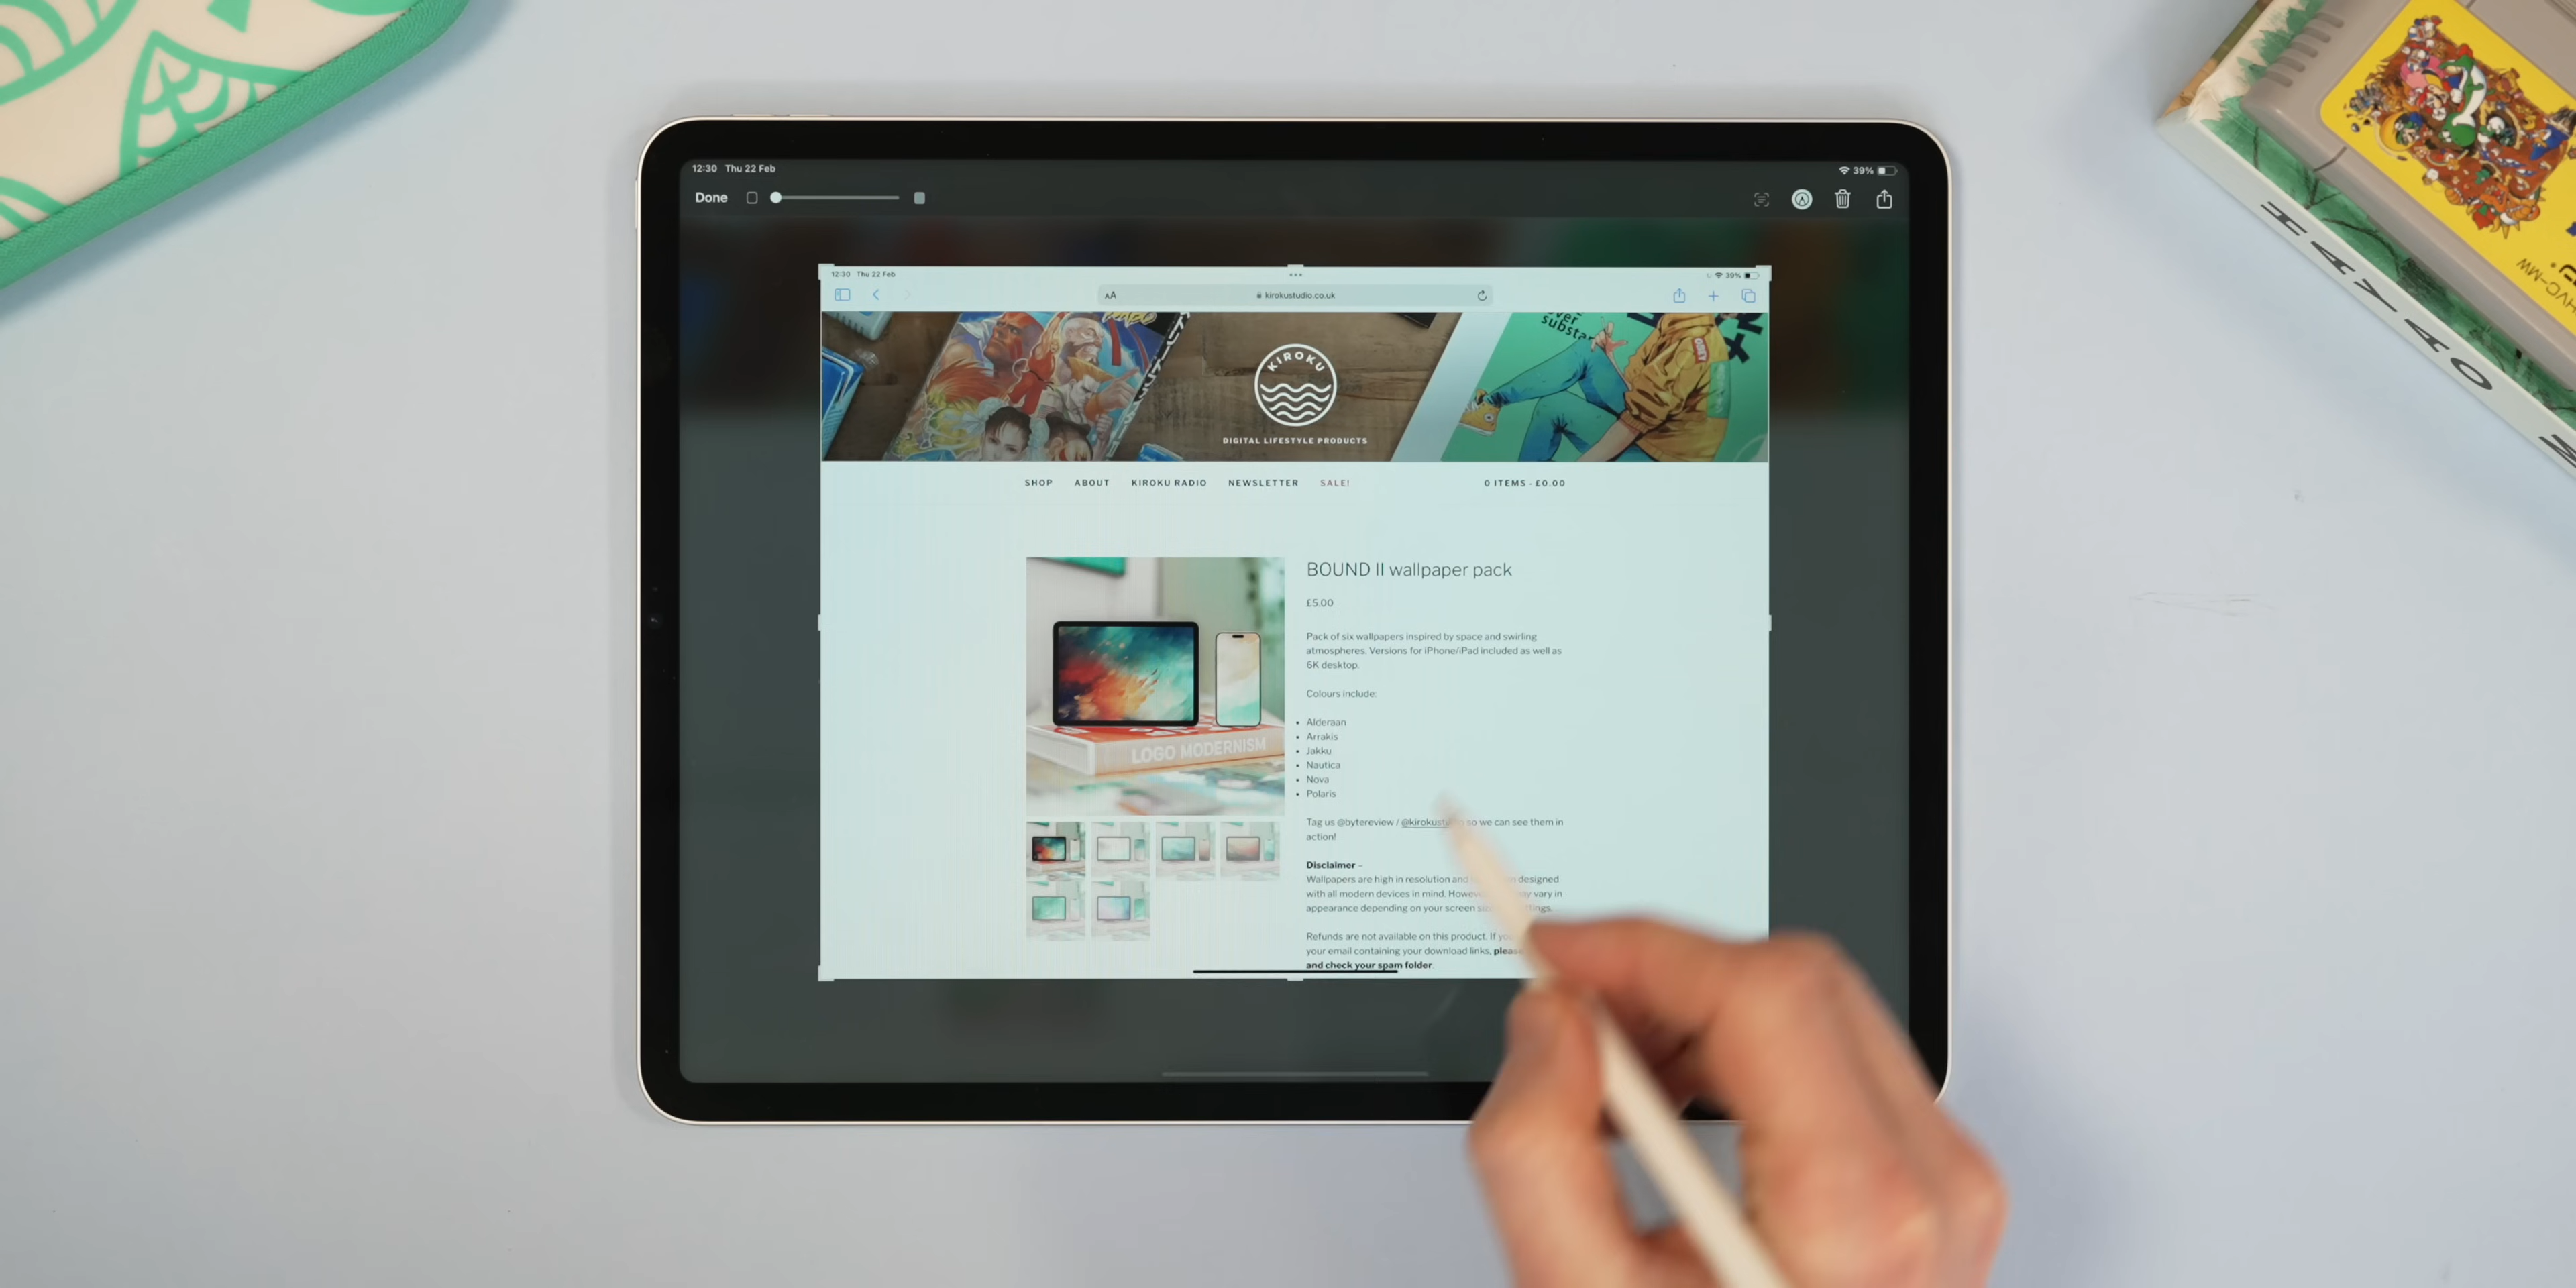 12:30 Thu 22 Feb
39%
Done
12:30 Thu 22 Feb
39%
AA
kirokustudio.co.uk
substar
KIROKU
DIGITAL LIFESTYLE PRODUCTS
SHOP ABOUT KIROKU RADIO NEWSLETTER SALE! 0 ITEMS - £0.00
BOUND II wallpaper pack
£5.00
Pack of six wallpapers inspired by space and swirling
atmospheres. Versions for iPhone/iPad included as well as
6K desktop.
Colours include:
• Alderaan
• Arrakis
• Jakku
• Nautica
• Nova
• Polaris
Tag us @bytereview / so we can see them in
action!
Disclaimer –
Wallpapers are high in resolution and designed
with all modern devices in mind. vary in
appearance depending on your screen
Refunds are not available on this product. If
your email containing your download links, please
and check your spam folder.
LOGO MODERNISM
HAYAO